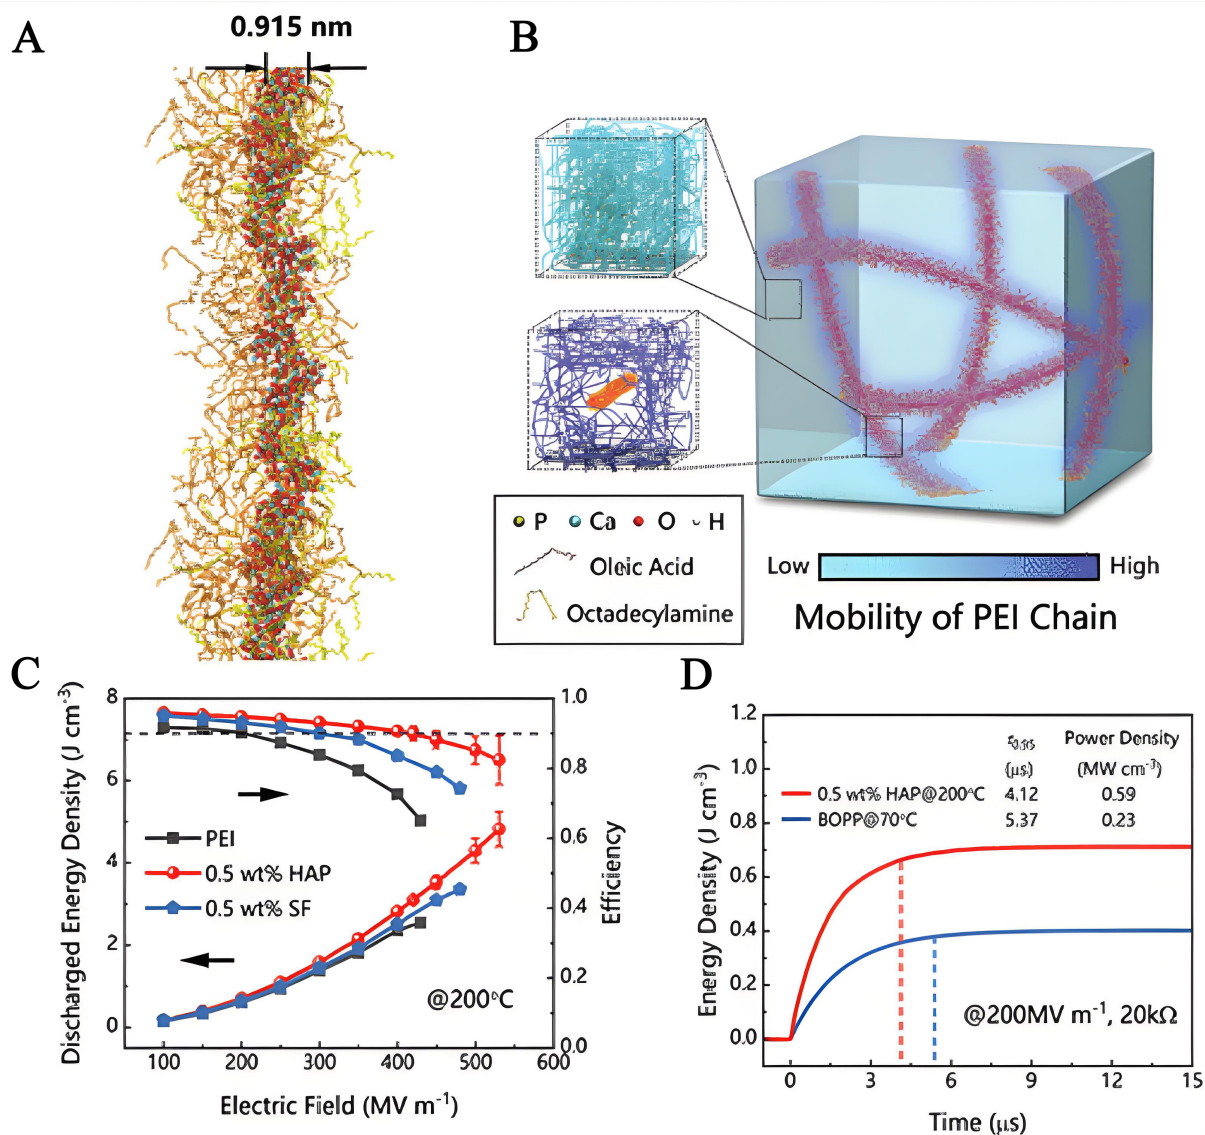 A
0.915 nm
B
P Ca O H
Oleic Acid
Octadecylamine
Low High
Mobility of PEI Chain
C
Discharged Energy Density (J cm⁻³)
8
6
4
2
0
1.0
0.8
0.6
0.4
0.2
0.0
Efficiency
PEI
0.5 wt% HAP
0.5 wt% SF
@200°C
100 200 300 400 500 600
Electric Field (MV m⁻¹)
D
Energy Density (J cm⁻³)
1.2
1.0
0.8
0.6
0.4
0.2
0.0
Power Density
(μs) (MW cm⁻³)
0.5 wt% HAP@200°C 4.12 0.59
BOPP@70°C 5.37 0.23
@200MV m⁻¹, 20kΩ
0 3 6 9 12 15
Time (μs)